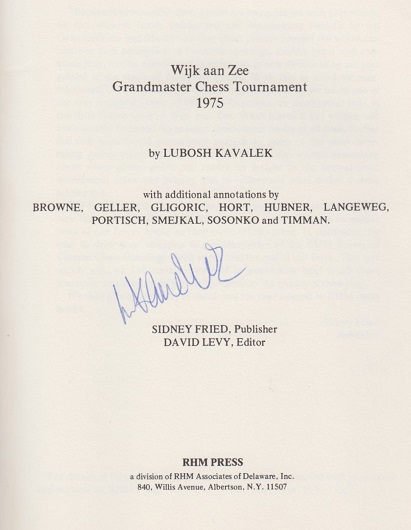 Wijk aan Zee
Grandmaster Chess Tournament
1975
by LUBOSH KAVALEK
with additional annotations by
BROWNE, GELLER, GLIGORIC, HORT, HUBNER, LANGEWEG,
PORTISCH, SMEJKAL, SOSONKO and TIMMAN.
SIDNEY FRIED, Publisher
DAVID LEVY, Editor
RHM PRESS
a division of RHM Associates of Delaware, Inc.
840, Willis Avenue, Albertson, N.Y. 11507